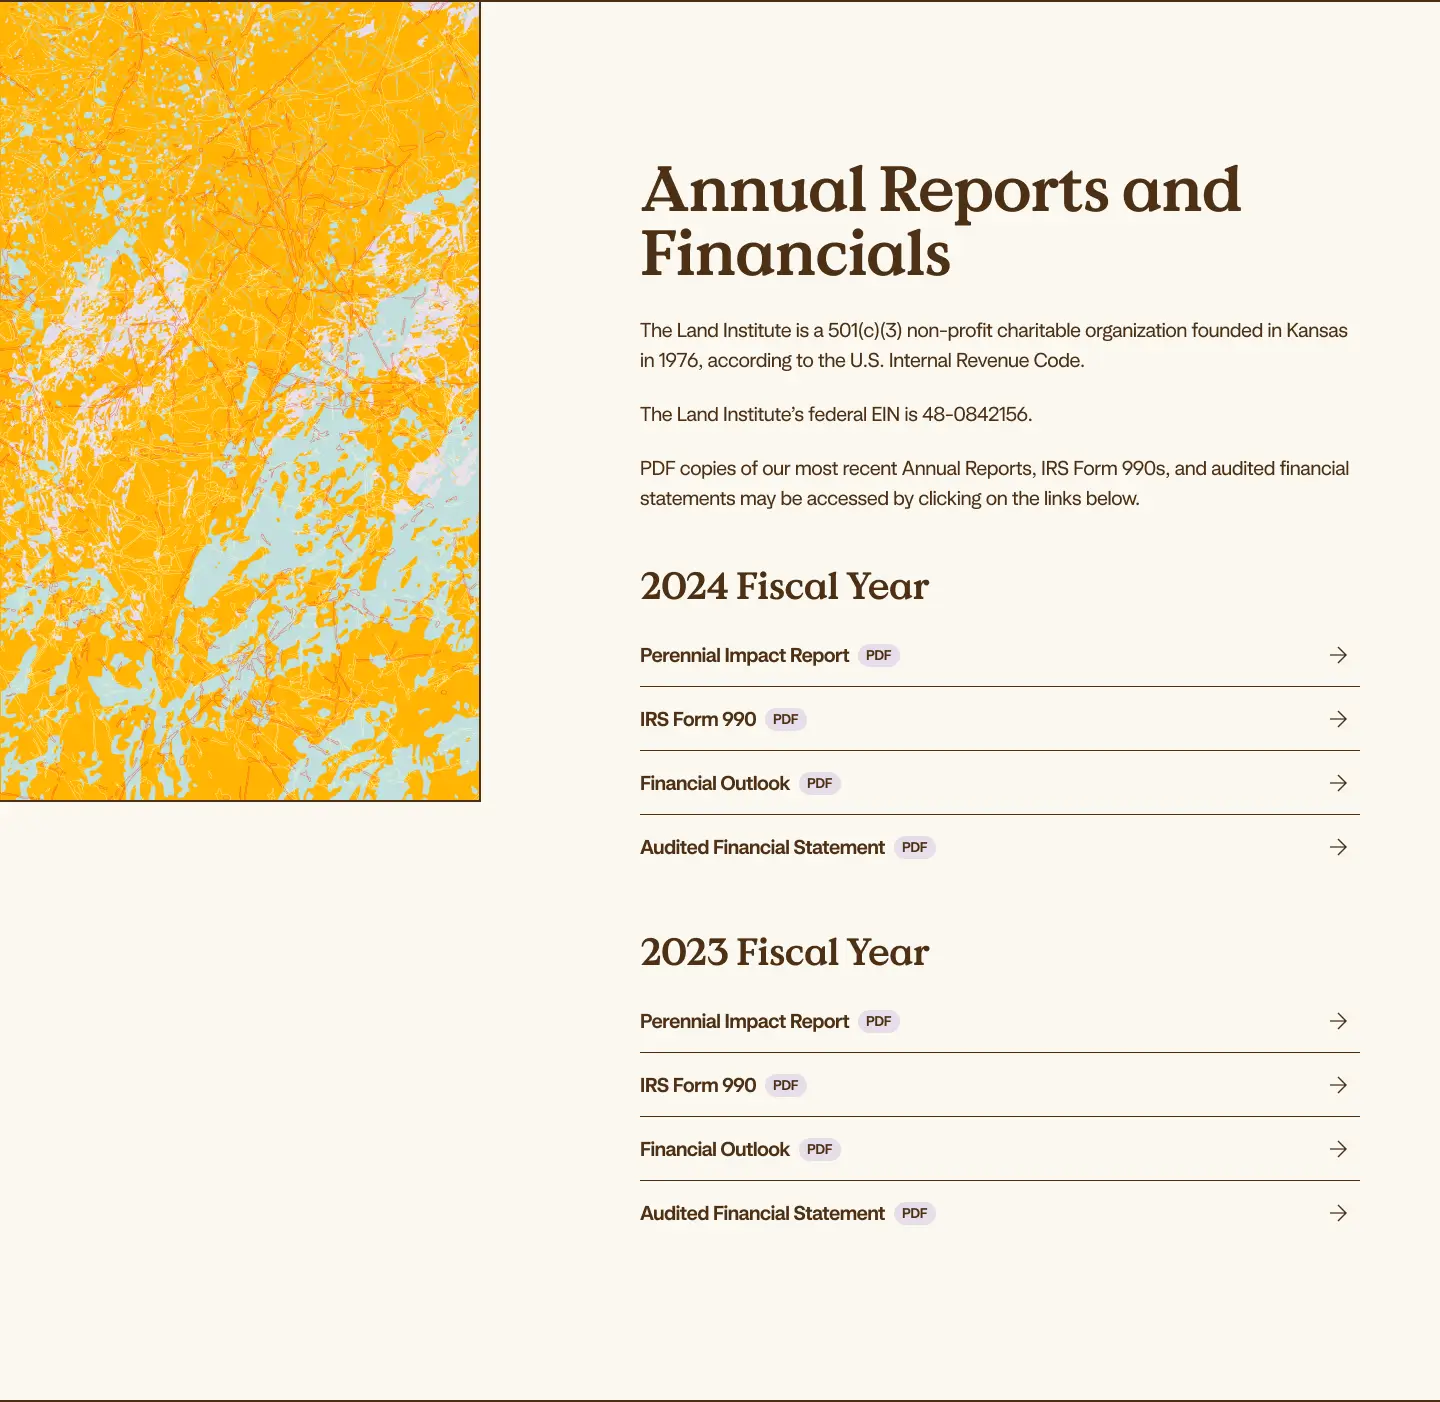 Annual Reports and
Financials
The Land Institute is a 501(c)(3) non-profit charitable organization founded in Kansas
in 1976, according to the U.S. Internal Revenue Code.
The Land Institute’s federal EIN is 48-0842156.
PDF copies of our most recent Annual Reports, IRS Form 990s, and audited financial
statements may be accessed by clicking on the links below.
2024 Fiscal Year
Perennial Impact Report PDF
IRS Form 990 PDF
Financial Outlook PDF
Audited Financial Statement PDF
2023 Fiscal Year
Perennial Impact Report PDF
IRS Form 990 PDF
Financial Outlook PDF
Audited Financial Statement PDF